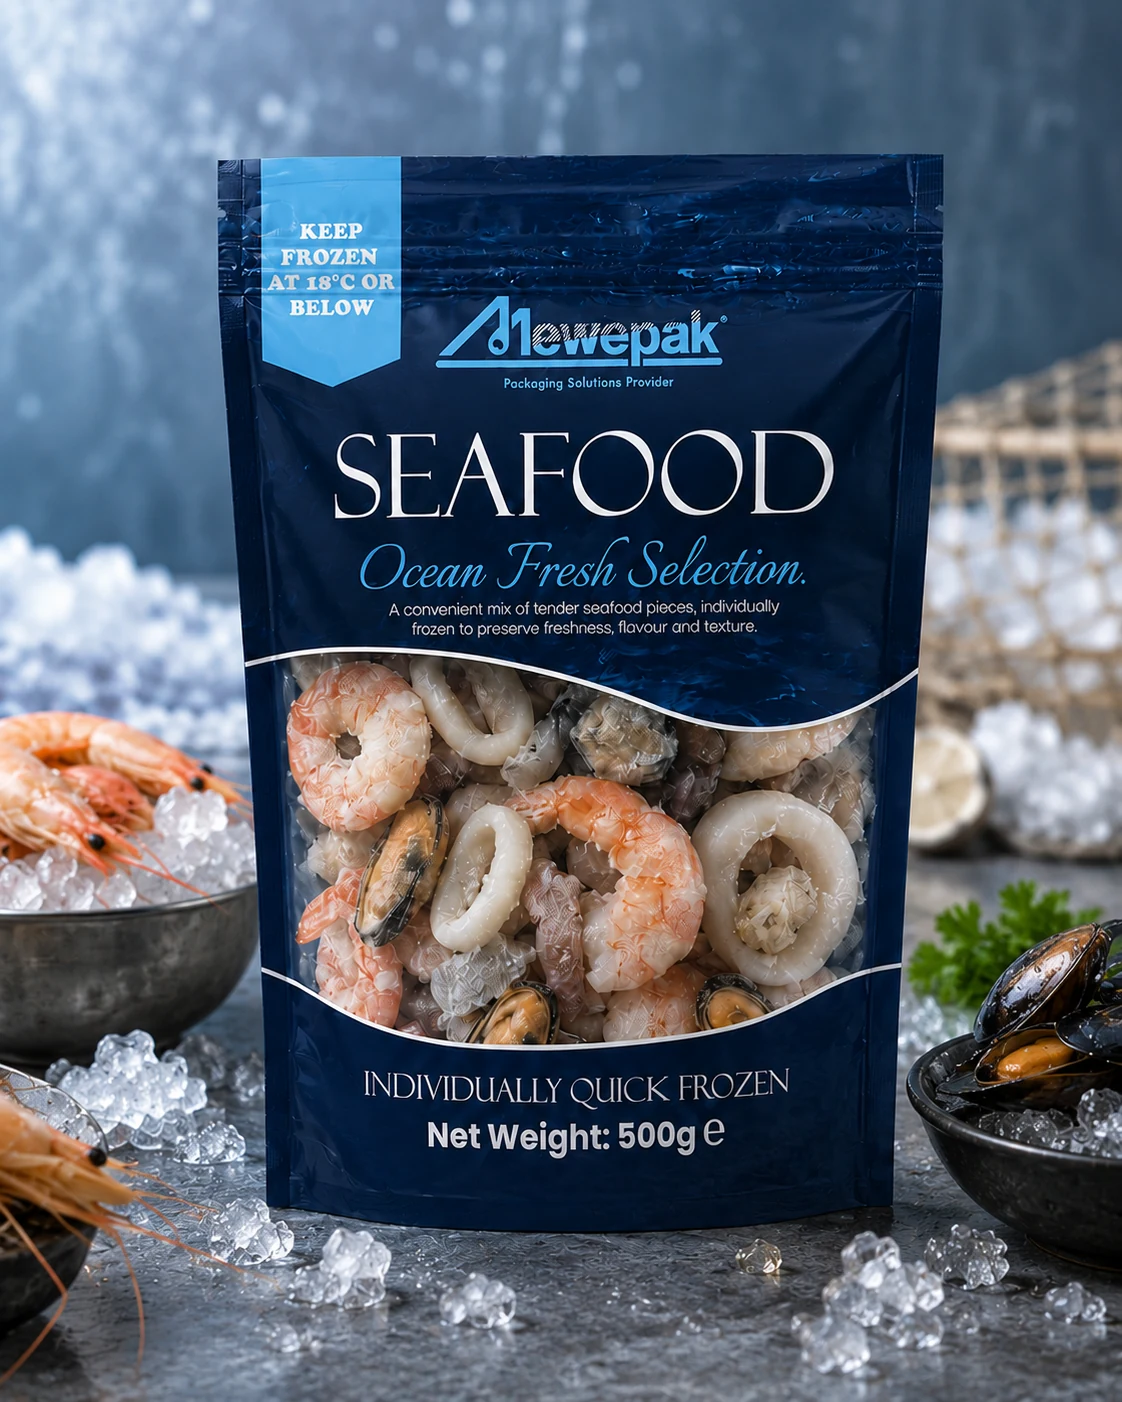 KEEP
FROZEN
AT 18°C OR
BELOW
Mewepak®
Packaging Solutions Provider
SEAFOOD
Ocean Fresh Selection.
A convenient mix of tender seafood pieces, individually
frozen to preserve freshness, flavour and texture.
INDIVIDUALLY QUICK FROZEN
Net Weight: 500g ℮